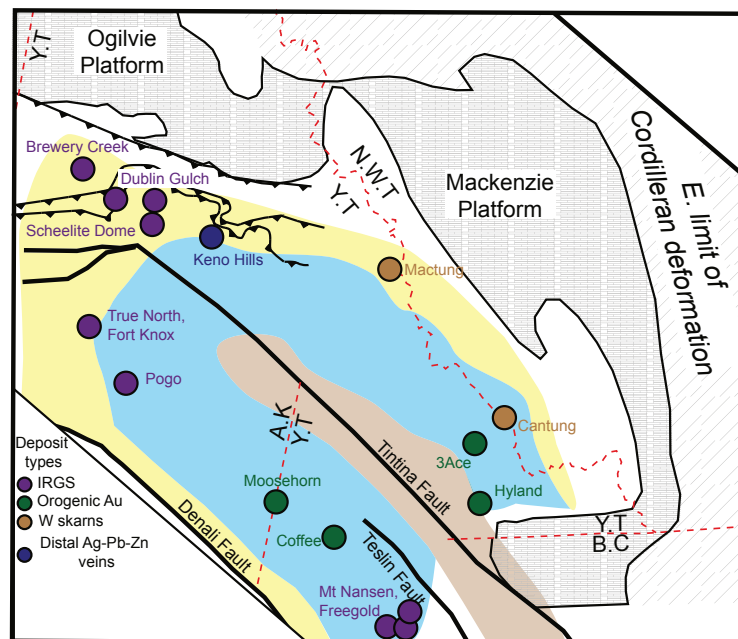 Y.T
Ogilvie
Platform
Brewery Creek
Dublin Gulch
Scheelite Dome
Keno Hills
N.W.T
Y.T
Mackenzie
Platform
E. limit of
Cordilleran deformation
Mactung
True North,
Fort Knox
Pogo
A.K
Y.T
Cantung
3Ace
Hyland
Tintina Fault
Deposit
types
IRGS
Orogenic Au
W skarns
Distal Ag-Pb-Zn
veins
Moosehorn
Coffee
Denali Fault
Teslin Fault
Y.T
B.C
Mt Nansen,
Freegold